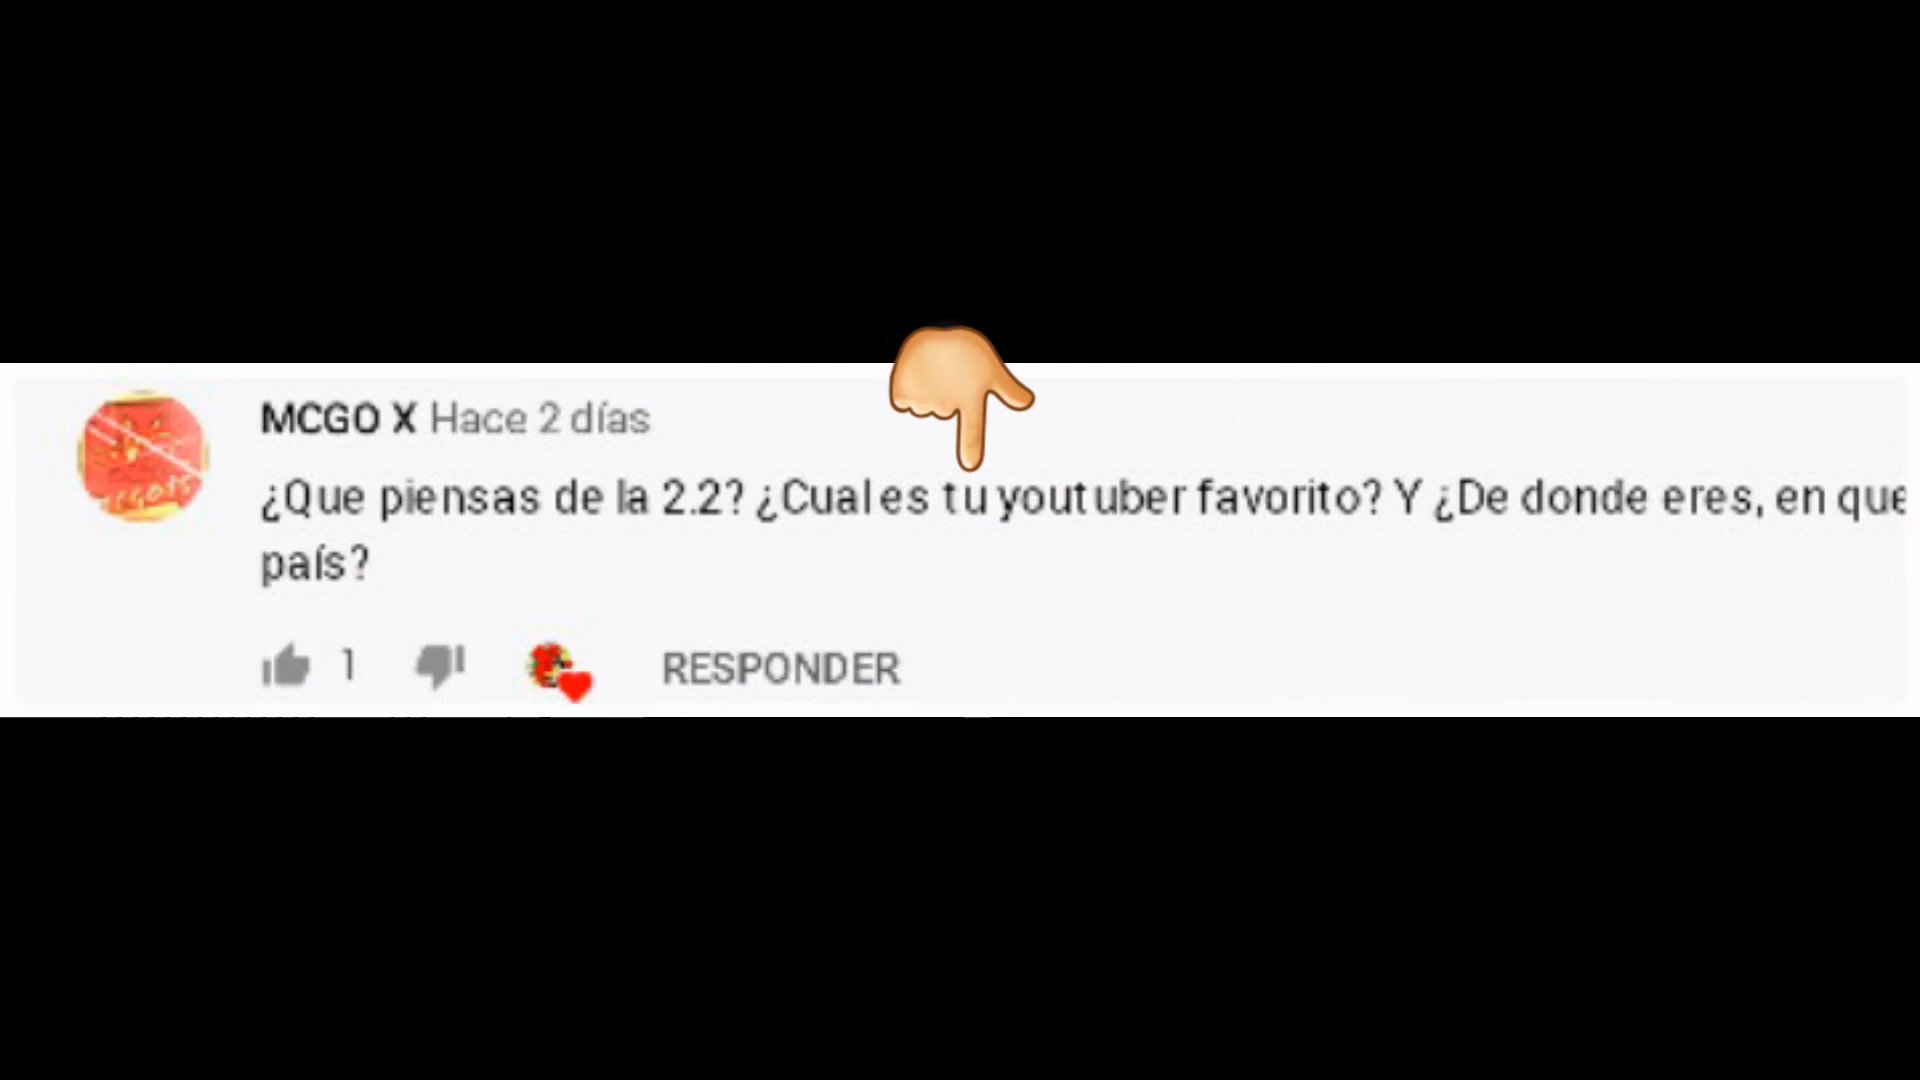 MCGO X Hace 2 días
¿Que piensas de la 2.2? ¿Cual es tu youtuber favorito? Y ¿De donde eres, en que
país?
1 RESPONDER